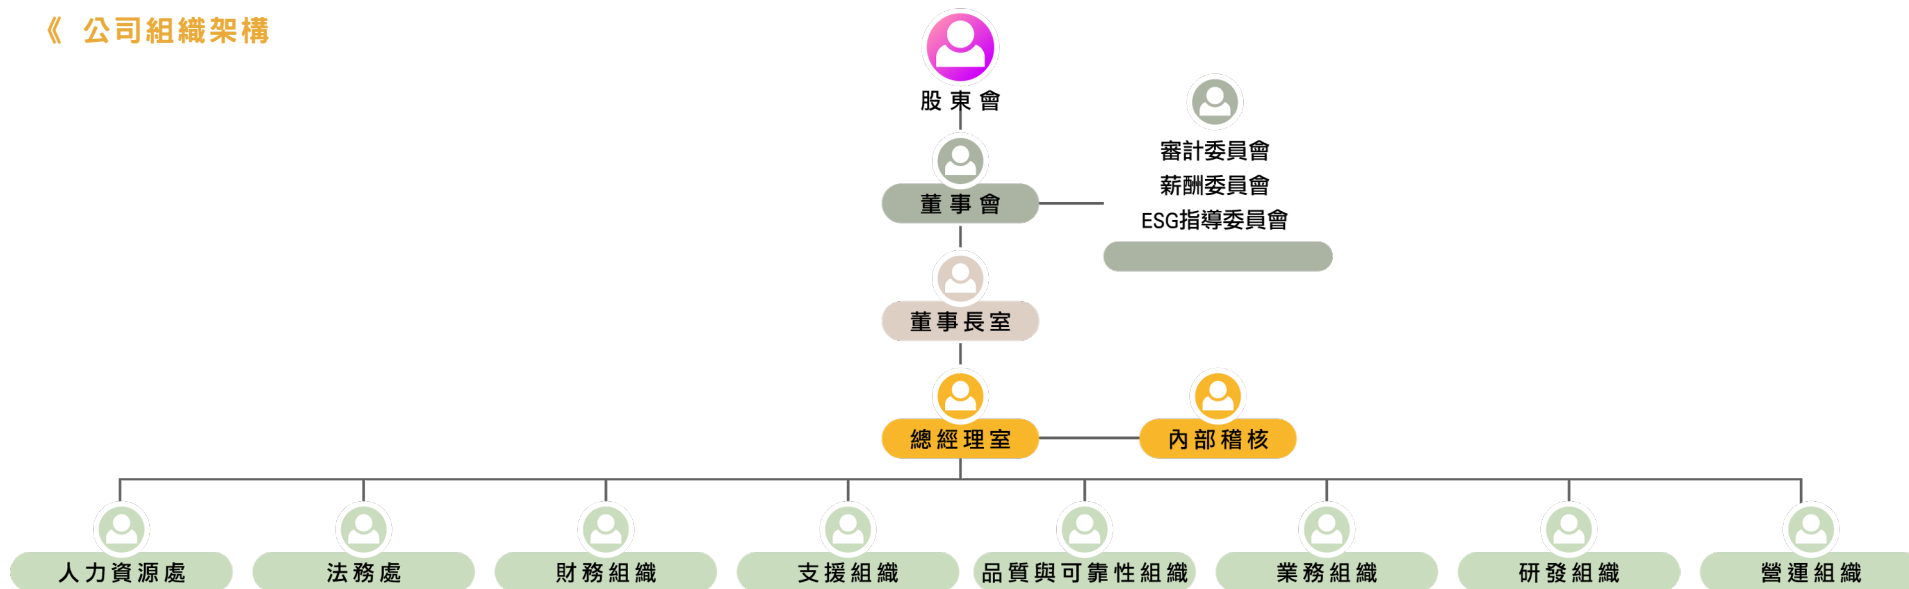 《 公司組織架構
股東會
審計委員會
薪酬委員會
ESG指導委員會
董事會
董事長室
總經理室
內部稽核
人力資源處
法務處
財務組織
支援組織
品質與可靠性組織
業務組織
研發組織
營運組織